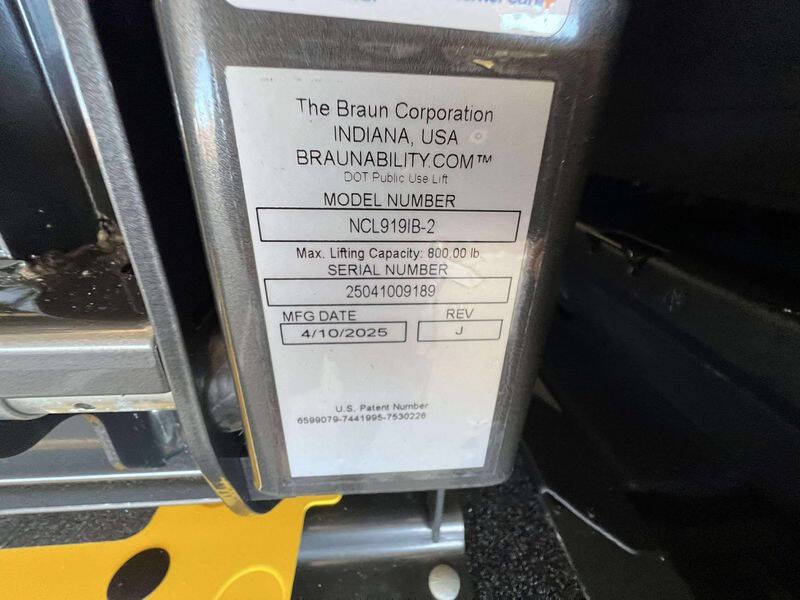 The Braun Corporation
INDIANA, USA
BRAUNABILITY.COM™
DOT Public Use Lift
MODEL NUMBER
NCL919IB-2
Max. Lifting Capacity: 800.00 lb
SERIAL NUMBER
25041009189
MFG DATE REV
4/10/2025 J
U.S. Patent Number
6599079-7441995-7530226